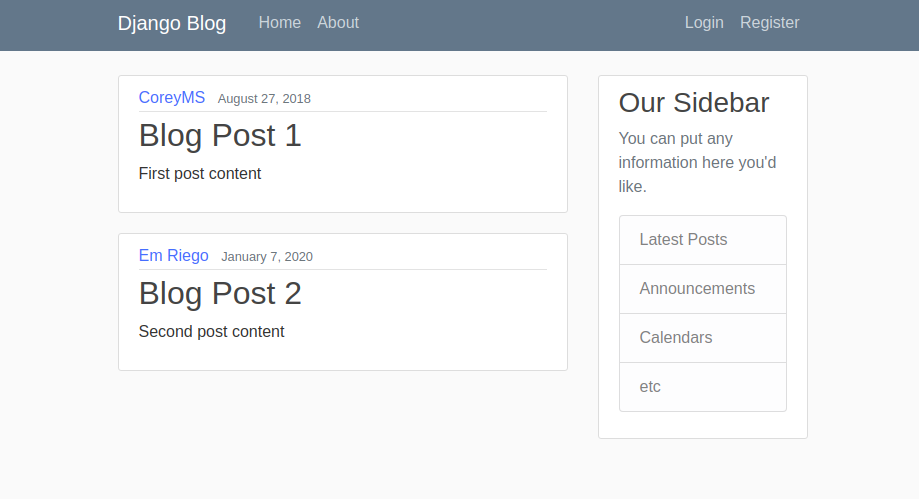 Django Blog Home About Login Register
CoreyMS August 27, 2018
Blog Post 1
First post content
Em Riego January 7, 2020
Blog Post 2
Second post content
Our Sidebar
You can put any
information here you'd
like.
Latest Posts
Announcements
Calendars
etc